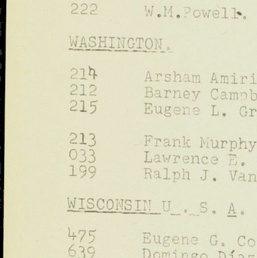 222 W.M.Powell.
WASHINGTON.
214 Arsham Amiri
212 Barney Campb
215 Eugene L. Gr
213 Frank Murphy
033 Lawrence E.
199 Ralph J. Van
WISCONSIN U . S. A.
475 Eugene G. Co
639 Domingo Diaz